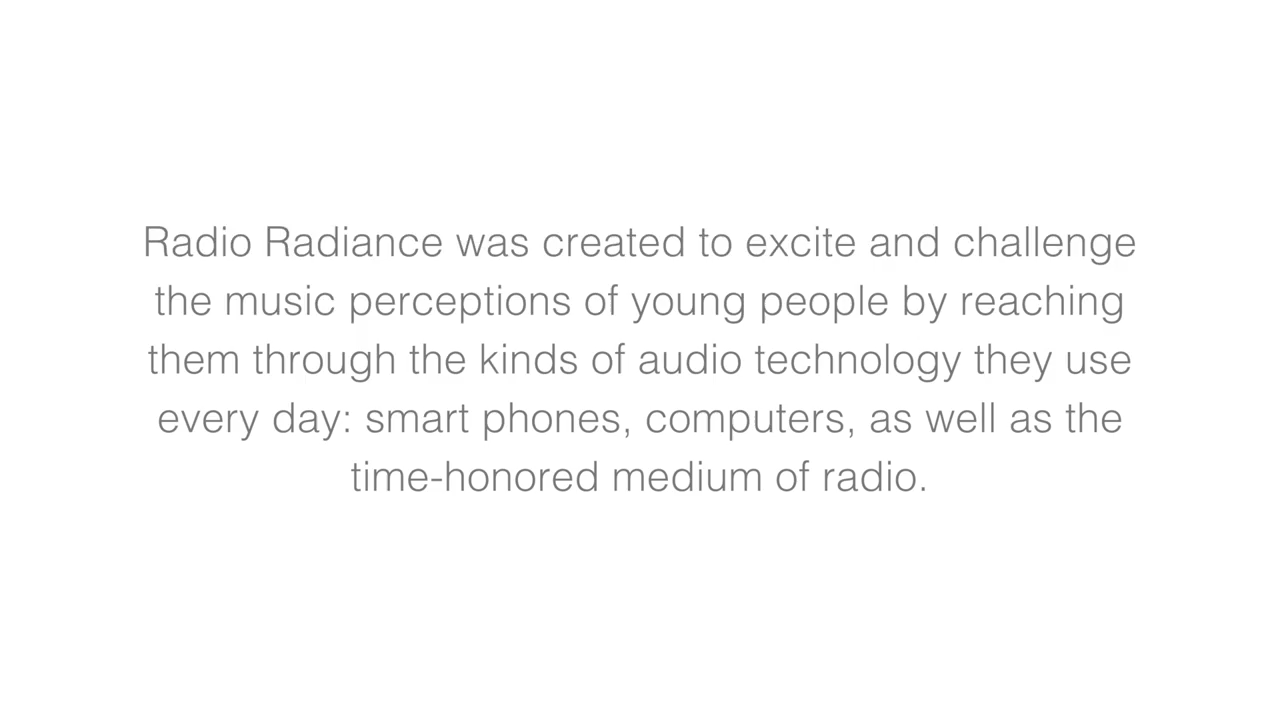 Radio Radiance was created to excite and challenge
the music perceptions of young people by reaching
them through the kinds of audio technology they use
every day: smart phones, computers, as well as the
time-honored medium of radio.